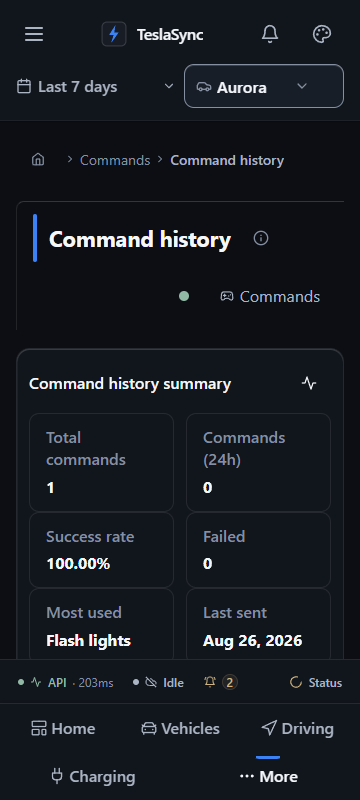 TeslaSync
Last 7 days
Aurora
Commands
Command history
Command history
Commands
Command history summary
Total commands
1
Commands (24h)
0
Success rate
100.00%
Failed
0
Most used
Flash lights
Last sent
Aug 26, 2026
API · 203ms
Idle
2
Status
Home
Vehicles
Driving
Charging
More